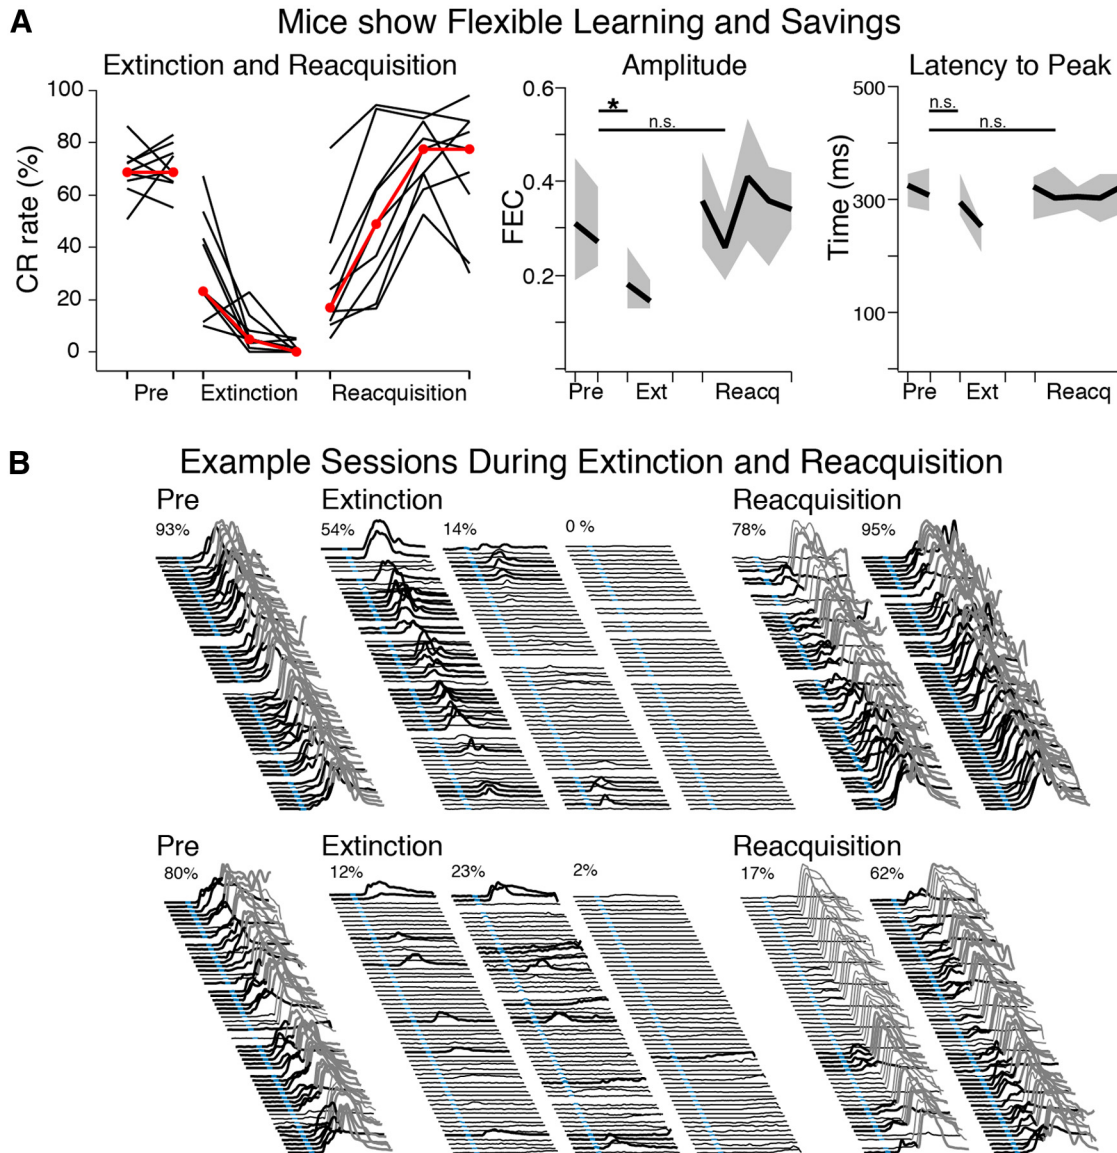 A
Mice show Flexible Learning and Savings
Extinction and Reacquisition
Amplitude
Latency to Peak
CR rate (%)
100
80
60
40
20
0
Pre
Extinction
Reacquisition
FEC
0.6
0.4
0.2
*
n.s.
Pre
Ext
Reacq
Time (ms)
500
300
100
n.s.
n.s.
Pre
Ext
Reacq
B
Example Sessions During Extinction and Reacquisition
Pre
Extinction
Reacquisition
93%
54%
14%
0 %
78%
95%
Pre
Extinction
Reacquisition
80%
12%
23%
2%
17%
62%